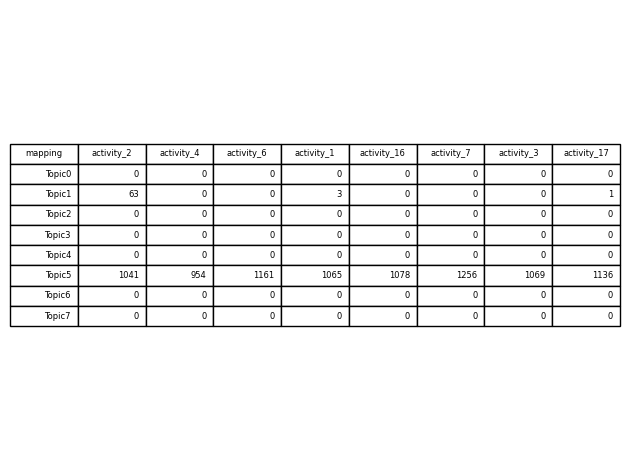 mapping activity_2 activity_4 activity_6 activity_1 activity_16 activity_7 activity_3 activity_17
Topic0 0 0 0 0 0 0 0 0
Topic1 63 0 0 3 0 0 0 1
Topic2 0 0 0 0 0 0 0 0
Topic3 0 0 0 0 0 0 0 0
Topic4 0 0 0 0 0 0 0 0
Topic5 1041 954 1161 1065 1078 1256 1069 1136
Topic6 0 0 0 0 0 0 0 0
Topic7 0 0 0 0 0 0 0 0